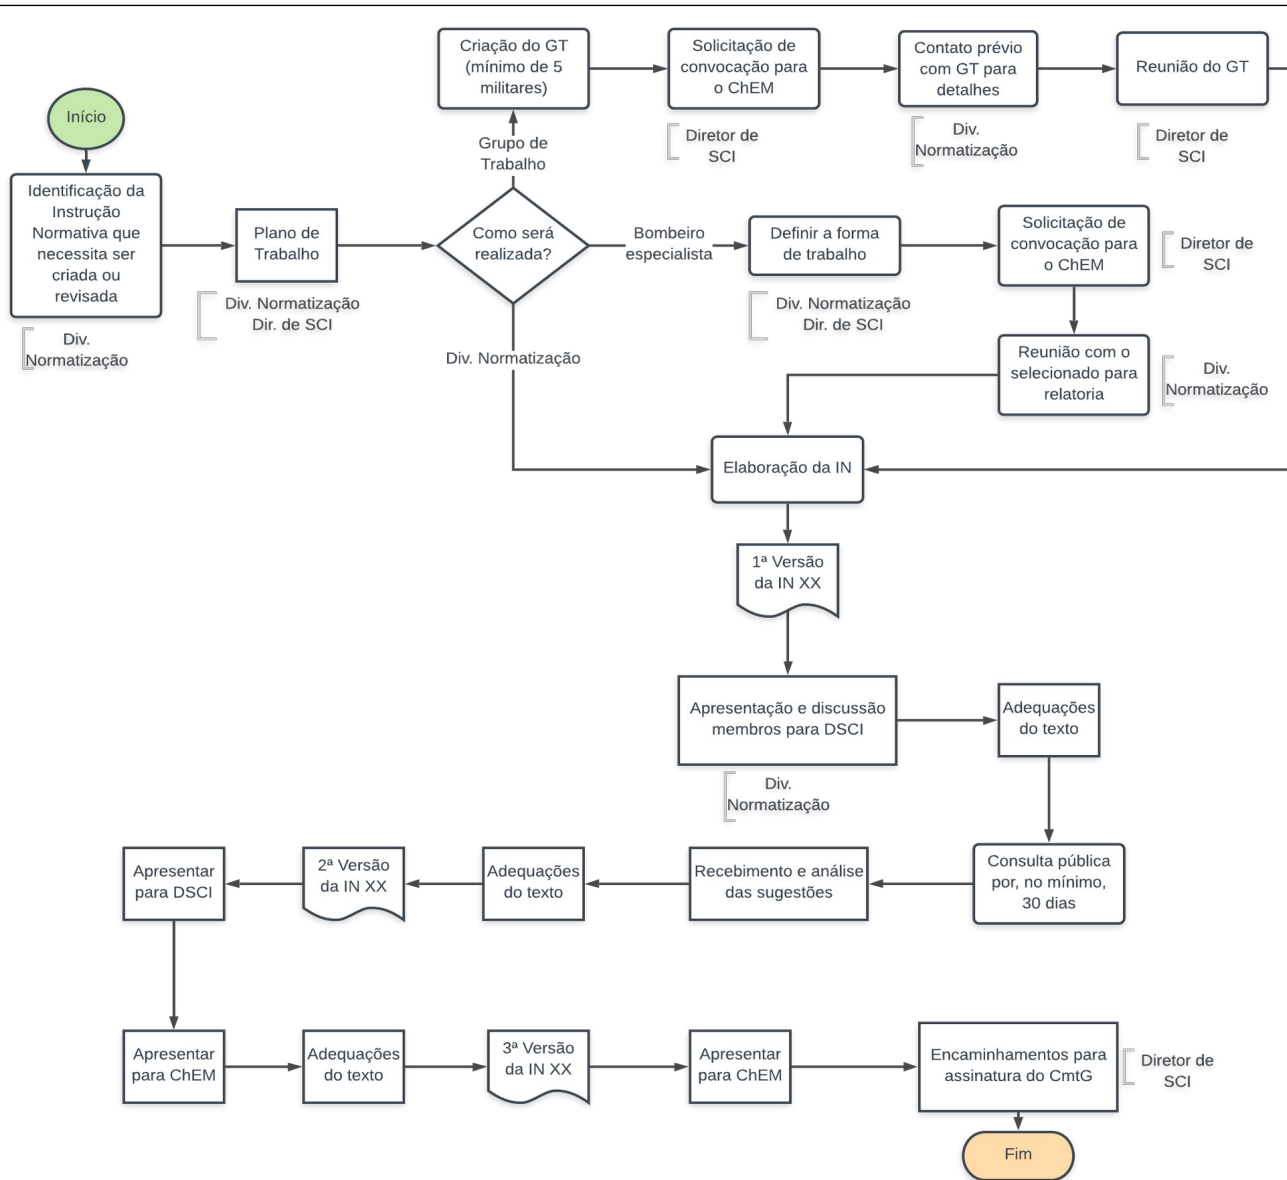 Início
Identificação da
Instrução
Normativa que
necessita ser
criada ou
revisada
Div.
Normatização
Plano de
Trabalho
Div. Normatização
Dir. de SCI
Como será
realizada?
Grupo de
Trabalho
Criação do GT
(mínimo de 5
militares)
Solicitação de
convocação para
o ChEM
Diretor de
SCI
Contato prévio
com GT para
detalhes
Div.
Normatização
Reunião do GT
Diretor de
SCI
Bombeiro
especialista
Definir a forma
de trabalho
Div. Normatização
Dir. de SCI
Solicitação de
convocação para
o ChEM
Diretor de
SCI
Reunião com o
selecionado para
relatoria
Div.
Normatização
Div. Normatização
Elaboração da IN
1ª Versão
da IN XX
Apresentação e discussão
membros para DSCI
Div.
Normatização
Adequações
do texto
Consulta pública
por, no mínimo,
30 dias
Recebimento e análise
das sugestões
Adequações
do texto
2ª Versão
da IN XX
Apresentar
para DSCI
Apresentar
para ChEM
Adequações
do texto
3ª Versão
da IN XX
Apresentar
para ChEM
Encaminhamentos para
assinatura do CmtG
Diretor de
SCI
Fim